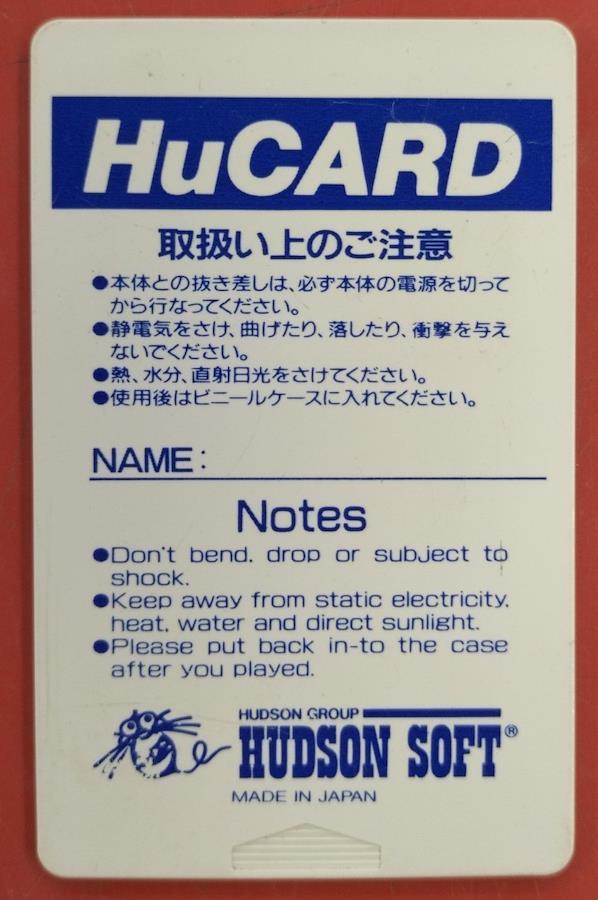 HuCARD
取扱い上のご注意
●本体との抜き差しは、必ず本体の電源を切って
から行なってください。
●静電気をさけ、曲げたり、落したり、衝撃を与え
ないでください。
●熱、水分、直射日光をさけてください。
●使用後はビニールケースに入れてください。
NAME:
Notes
●Don't bend, drop or subject to
shock.
●Keep away from static electricity,
heat, water and direct sunlight.
●Please put back in-to the case
after you played.
HUDSON GROUP
HUDSON SOFT®
MADE IN JAPAN